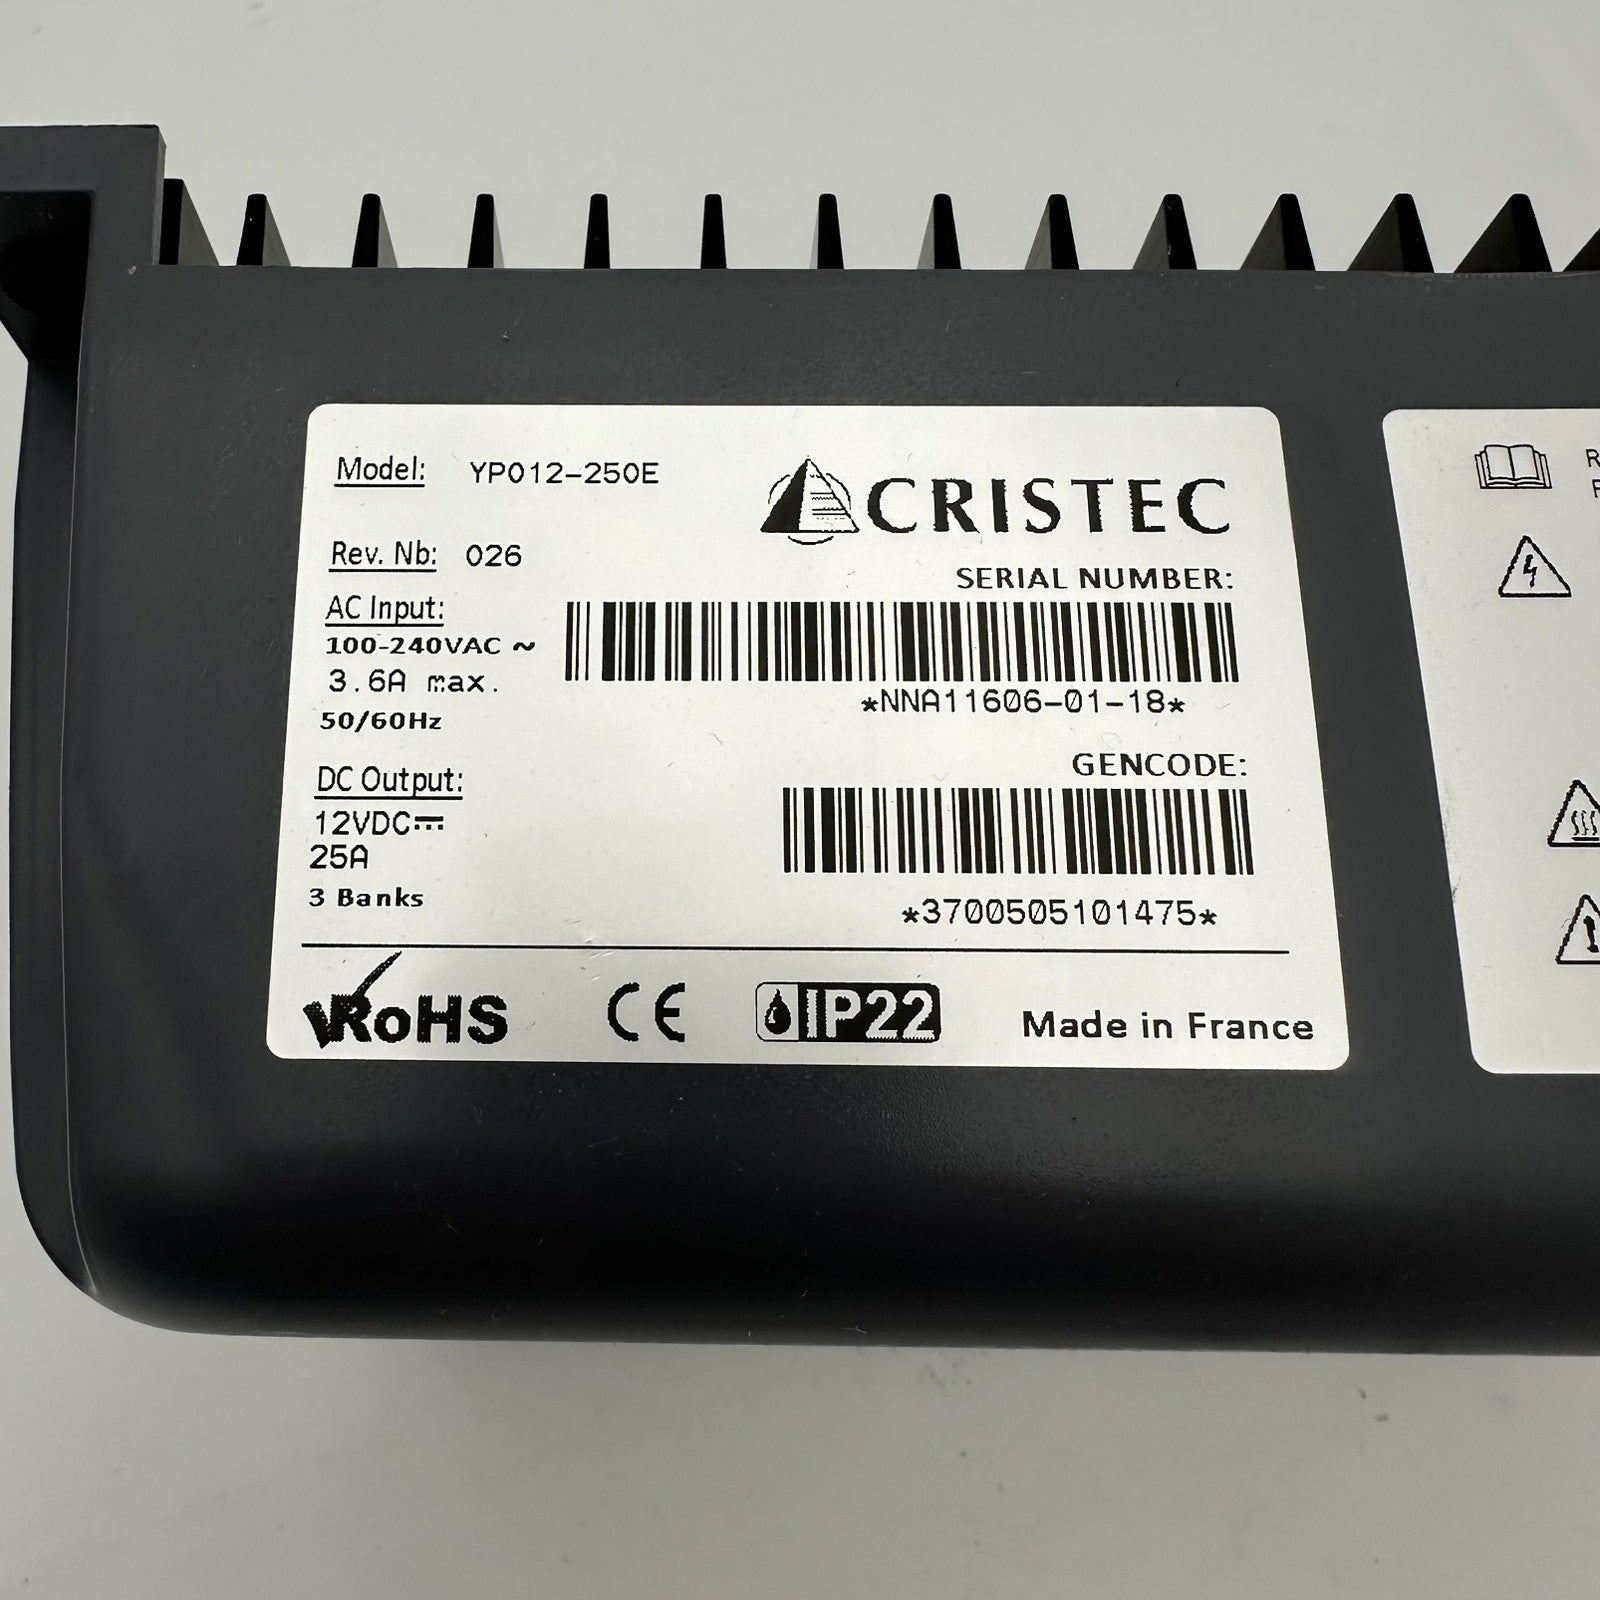 Model: YPO12-250E
CRISTEC
Rev. Nb: 026
SERIAL NUMBER:
AC Input:
100-240VAC ~
3.6A max.
50/60Hz
*NNA11606-01-18*
GENCODE:
DC Output:
12VDC⎓
25A
3 Banks
*3700505101475*
RoHS
CE
IP22
Made in France